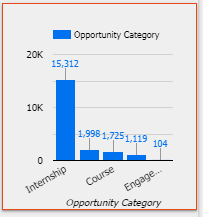 Opportunity Category
20K
15,312
10K
1,998
1,725
1,119
104
0
Internship
Course
Engage...
Opportunity Category